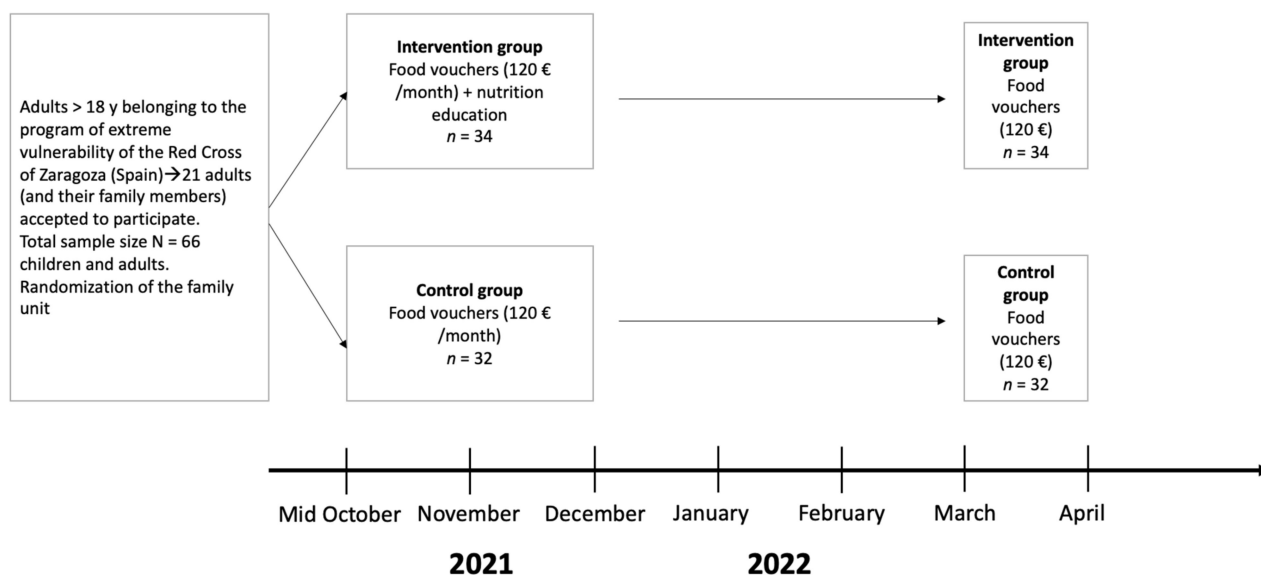 Adults > 18 y belonging to the
program of extreme
vulnerability of the Red Cross
of Zaragoza (Spain)→21 adults
(and their family members)
accepted to participate.
Total sample size N = 66
children and adults.
Randomization of the family
unit
Intervention group
Food vouchers (120 €
/month) + nutrition
education
n = 34
Control group
Food vouchers (120 €
/month)
n = 32
Intervention
group
Food
vouchers
(120 €)
n = 34
Control
group
Food
vouchers
(120 €)
n = 32
Mid October November December January February March April
2021 2022